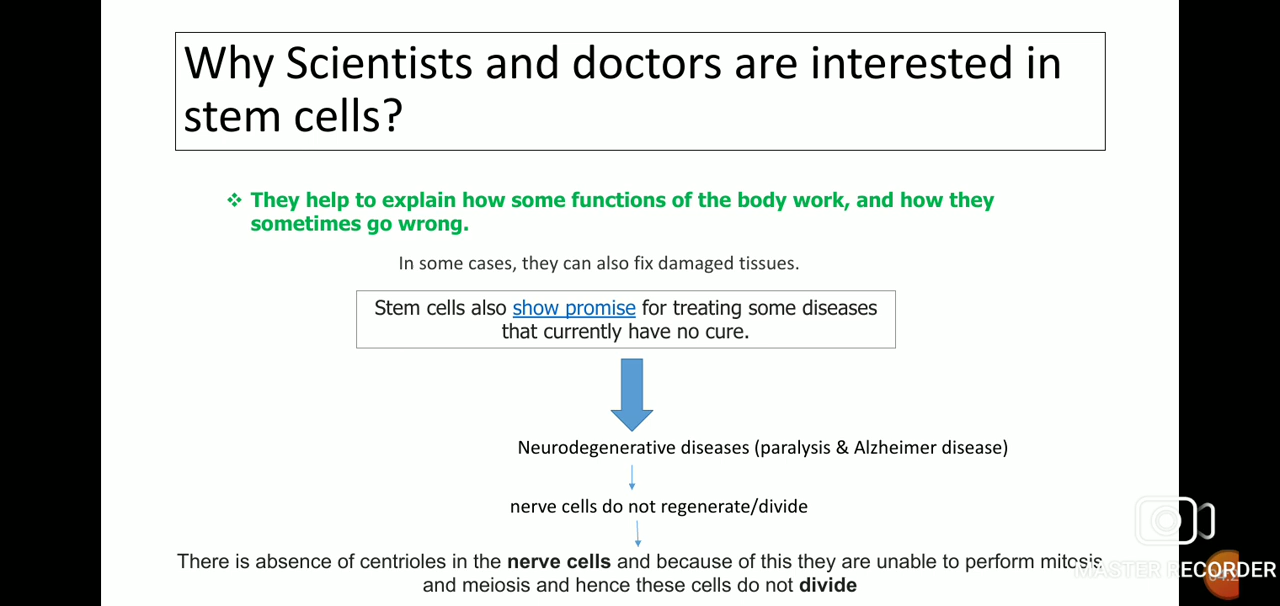 Why Scientists and doctors are interested in
stem cells?
❖ They help to explain how some functions of the body work, and how they
sometimes go wrong.
In some cases, they can also fix damaged tissues.
Stem cells also show promise for treating some diseases
that currently have no cure.
Neurodegenerative diseases (paralysis & Alzheimer disease)
nerve cells do not regenerate/divide
There is absence of centrioles in the nerve cells and because of this they are unable to perform mitosis
and meiosis and hence these cells do not divide
MASTER RECORDER